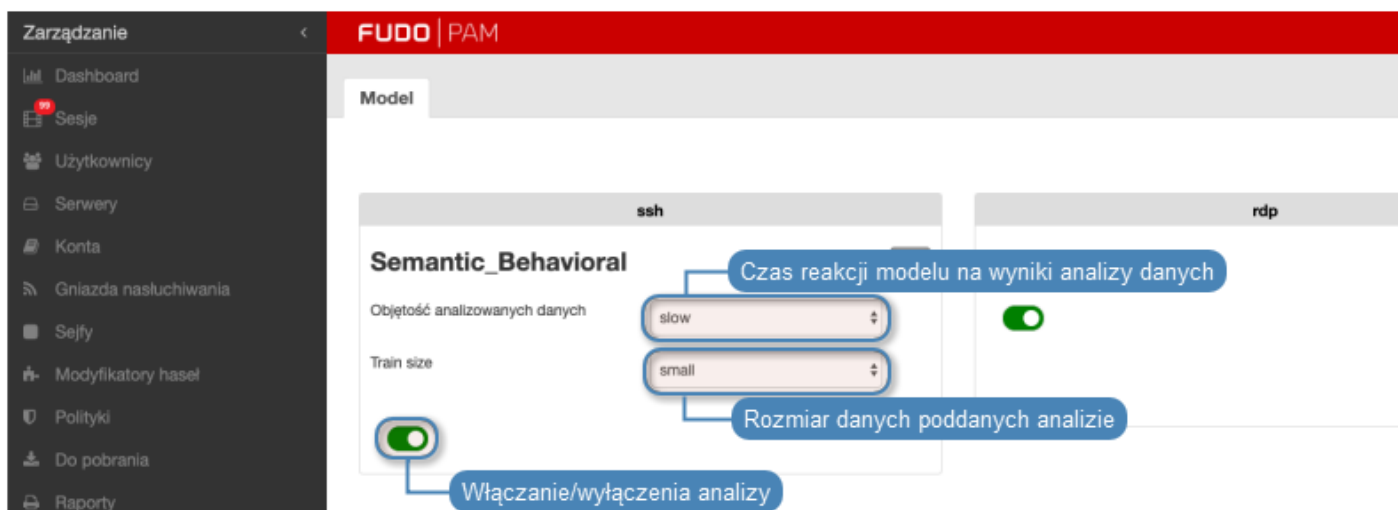 Zarządzanie
FUDO PAM
Dashboard
99
Sesje
Użytkownicy
Serwery
Konta
Gniazda nasłuchiwania
Sejfy
Modyfikatory haseł
Polityki
Do pobrania
Raporty
Model
ssh
Semantic_Behavioral
Czas reakcji modelu na wyniki analizy danych
Objętość analizowanych danych
slow
Train size
small
Rozmiar danych poddanych analizie
Włączanie/wyłączenia analizy
rdp